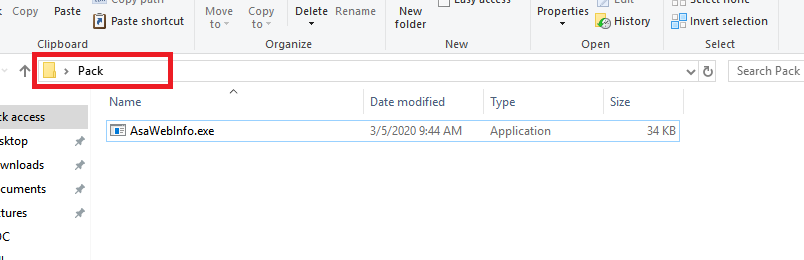 Copy
Paste
Copy path
Paste shortcut
Move to
Copy to
Delete
New folder
Easy access
Properties
Edit
History
Select none
Invert selection
Clipboard
Organize
New
Open
Select
Pack
Search Pack
Name
Date modified
Type
Size
AsaWebInfo.exe
3/5/2020 9:44 AM
Application
34 KB
ck access
sktop
wnloads
cuments
tures
C